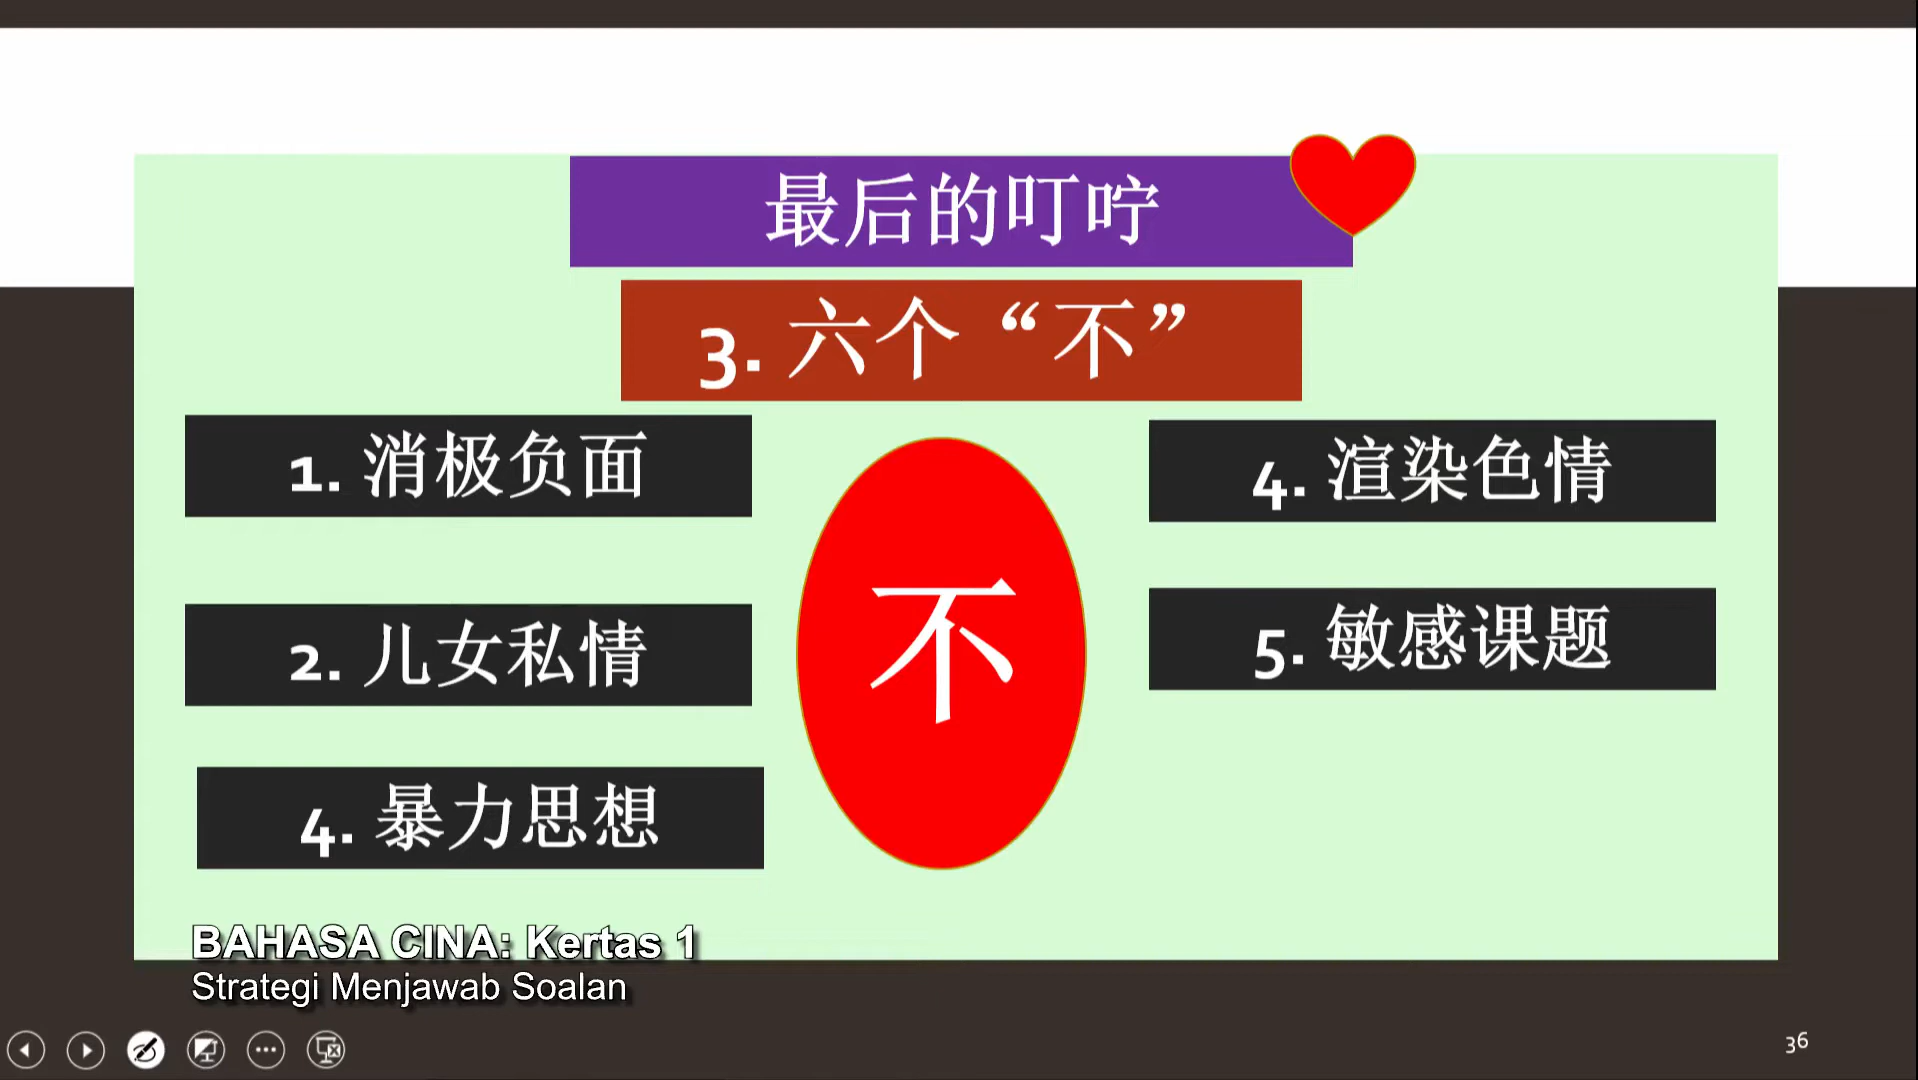 最后的叮咛
3. 六个“不”
1. 消极负面
2. 儿女私情
4. 暴力思想
不
4. 渲染色情
5. 敏感课题
BAHASA CINA: Kertas 1
Strategi Menjawab Soalan
36